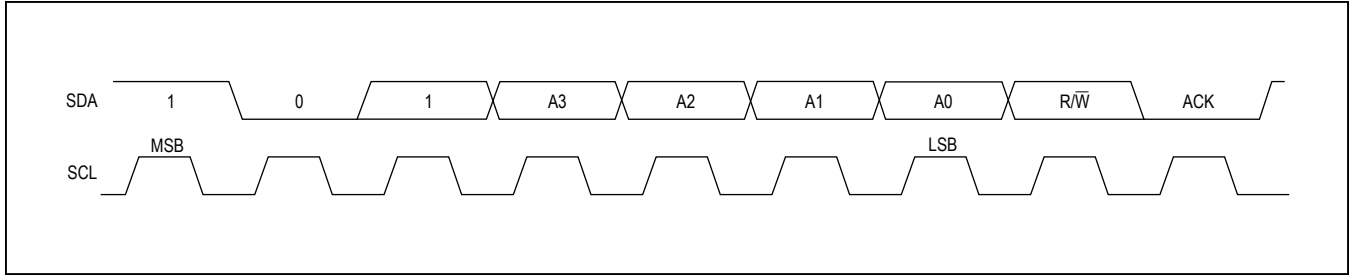 SDA 1 0 1 A3 A2 A1 A0 R/W̅ ACK
MSB LSB
SCL